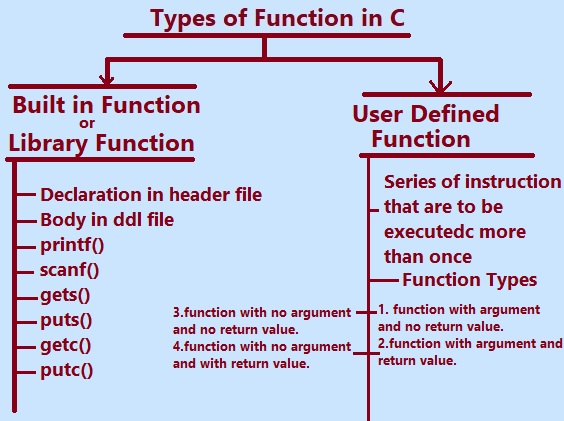 Types of Function in C
Built in Function
or
Library Function
Declaration in header file
Body in ddl file
printf()
scanf()
gets()
puts()
getc()
putc()
User Defined
Function
Series of instruction
that are to be
executedc more
than once
Function Types
1. function with argument
and no return value.
2.function with argument and
return value.
3.function with no argument
and no return value.
4.function with no argument
and with return value.